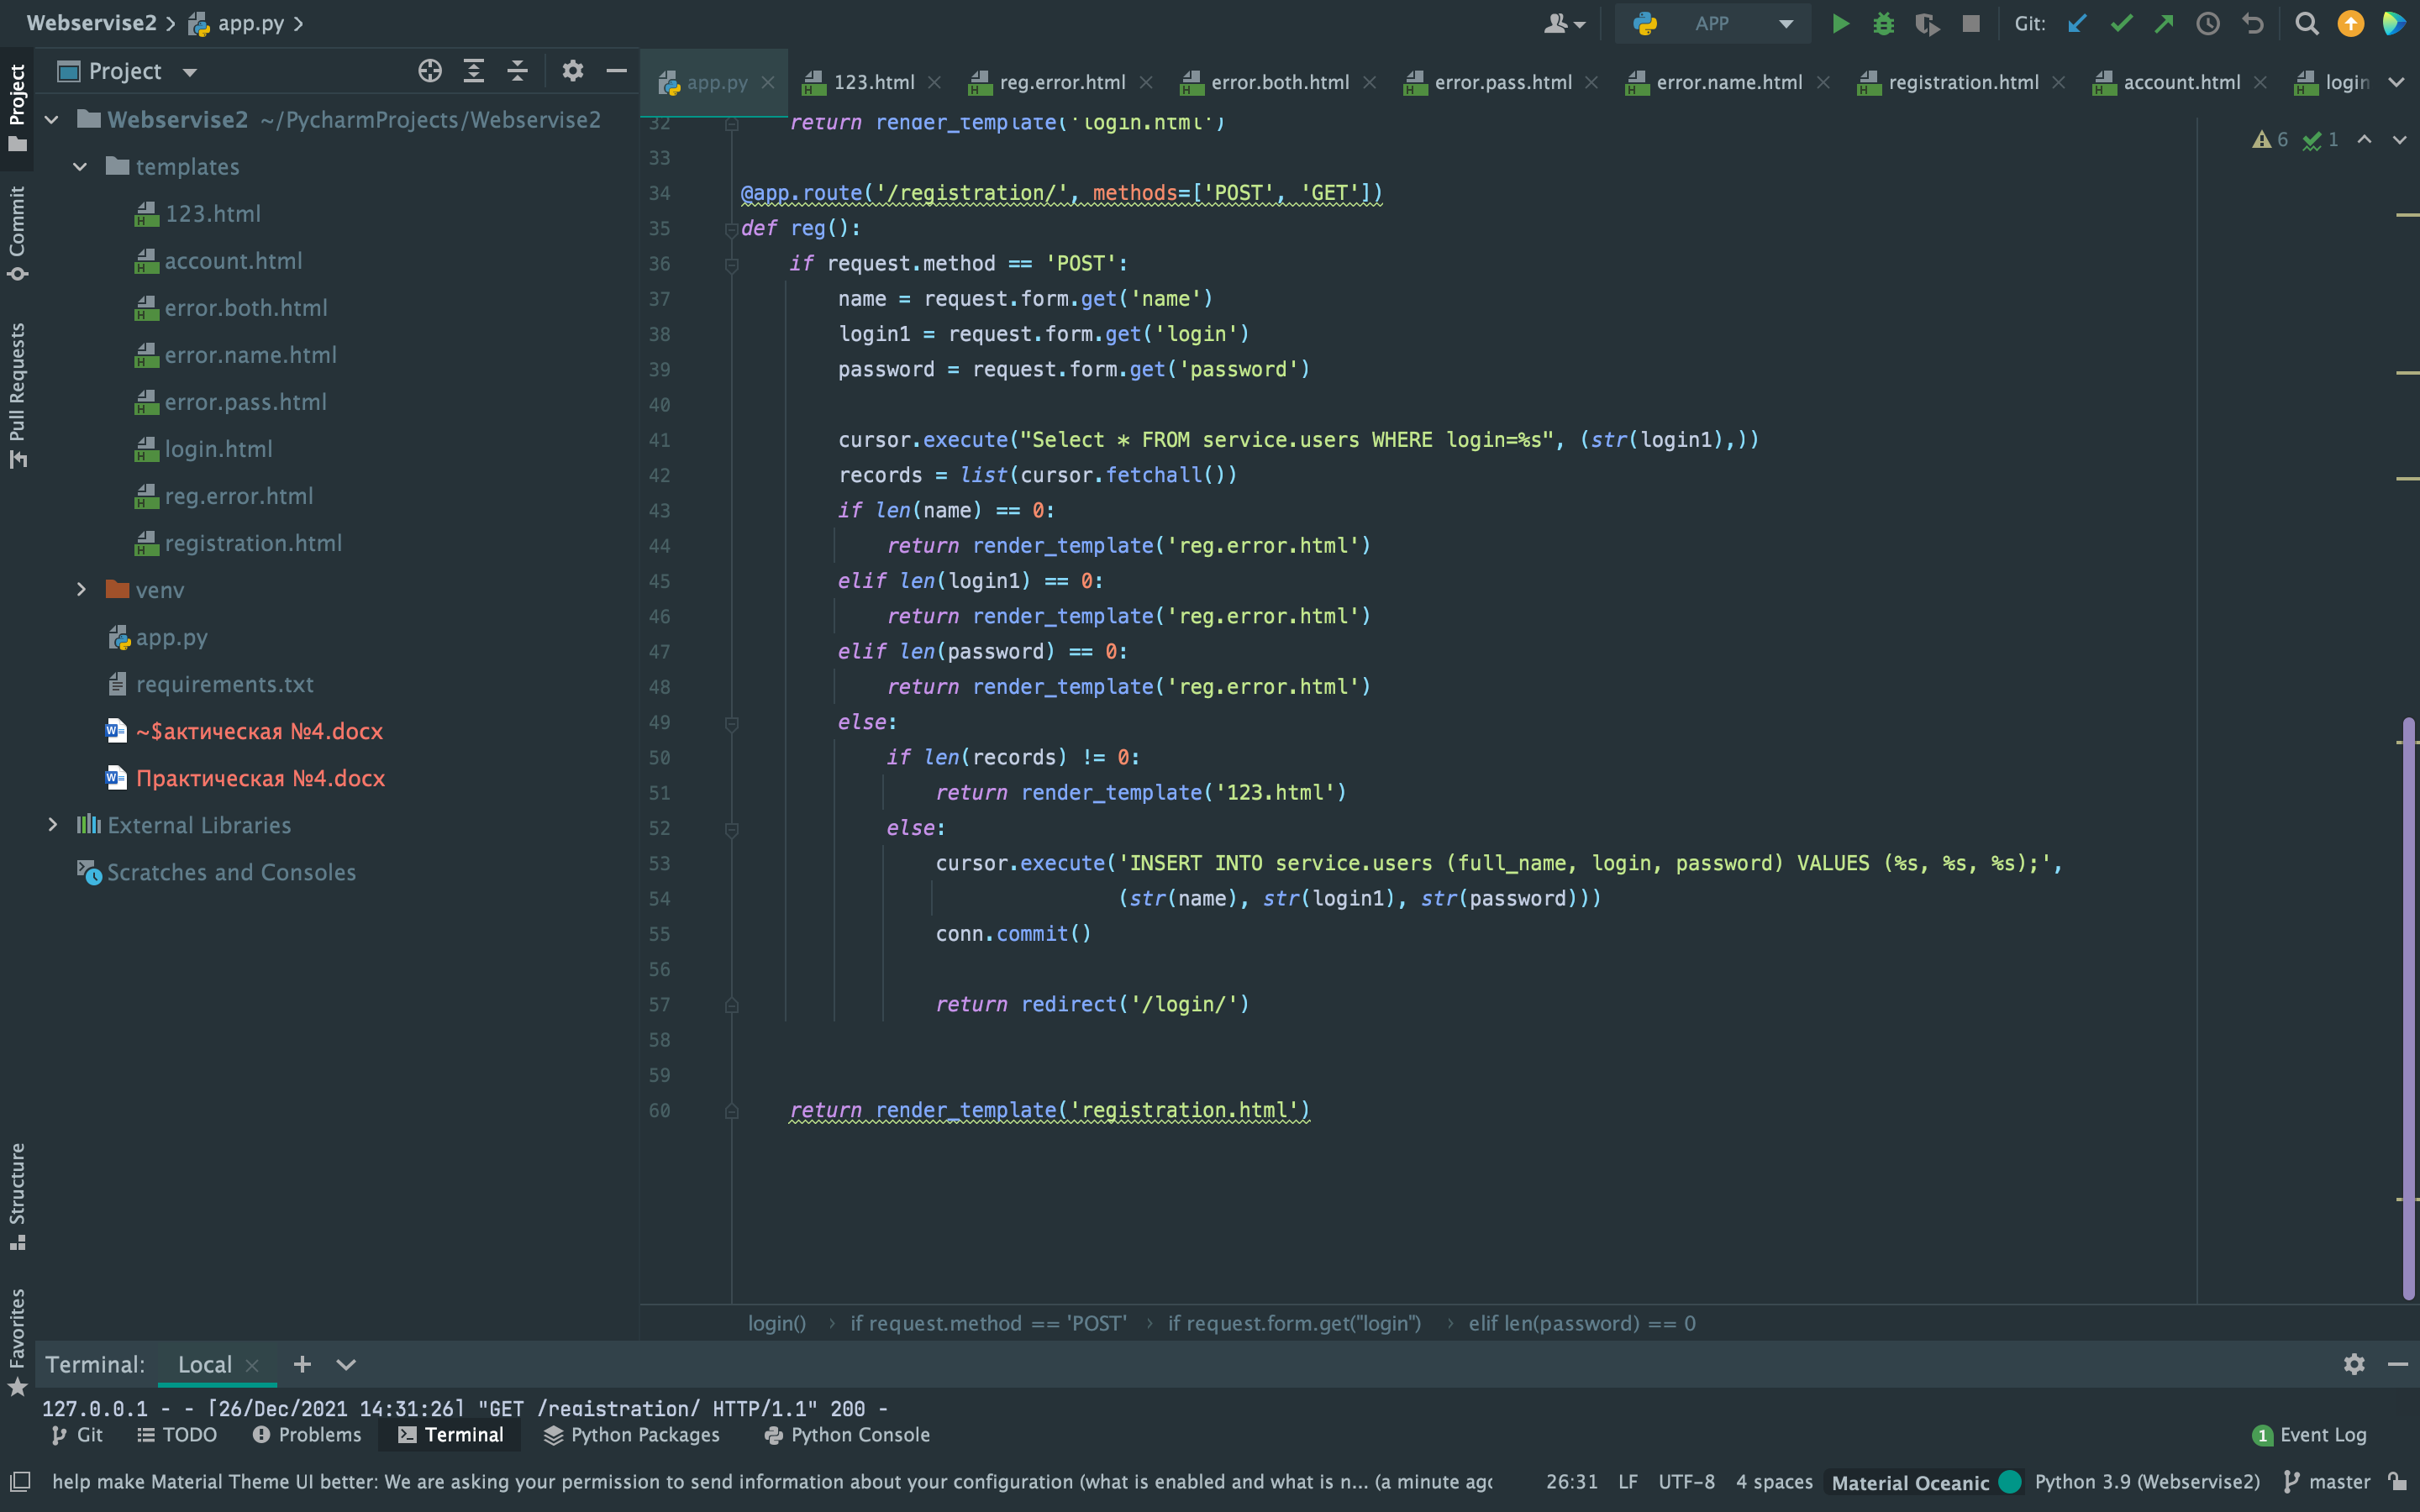 Webservise2
app.py
APP
Git:
Project
app.py
123.html
reg.error.html
error.both.html
error.pass.html
error.name.html
registration.html
account.html
login
Project
Commit
Pull Requests
Structure
Favorites
Webservise2 ~/PycharmProjects/Webservise2
templates
123.html
account.html
error.both.html
error.name.html
error.pass.html
login.html
reg.error.html
registration.html
venv
app.py
requirements.txt
~$актическая №4.docx
Практическая №4.docx
External Libraries
Scratches and Consoles
6 1
32 return render_template('login.html')
33
34 @app.route('/registration/', methods=['POST', 'GET'])
35 def reg():
36 if request.method == 'POST':
37 name = request.form.get('name')
38 login1 = request.form.get('login')
39 password = request.form.get('password')
40
41 cursor.execute("Select * FROM service.users WHERE login=%s", (str(login1),))
42 records = list(cursor.fetchall())
43 if len(name) == 0:
44 return render_template('reg.error.html')
45 elif len(login1) == 0:
46 return render_template('reg.error.html')
47 elif len(password) == 0:
48 return render_template('reg.error.html')
49 else:
50 if len(records) != 0:
51 return render_template('123.html')
52 else:
53 cursor.execute('INSERT INTO service.users (full_name, login, password) VALUES (%s, %s, %s);',
54 (str(name), str(login1), str(password)))
55 conn.commit()
56
57 return redirect('/login/')
58
59
60 return render_template('registration.html')
login() › if request.method == 'POST' › if request.form.get("login") › elif len(password) == 0
Terminal: Local
127.0.0.1 - - [26/Dec/2021 14:31:26] "GET /registration/ HTTP/1.1" 200 -
Git TODO Problems Terminal Python Packages Python Console 1 Event Log
help make Material Theme UI better: We are asking your permission to send information about your configuration (what is enabled and what is n... (a minute ago
26:31 LF UTF-8 4 spaces Material Oceanic Python 3.9 (Webservise2) master